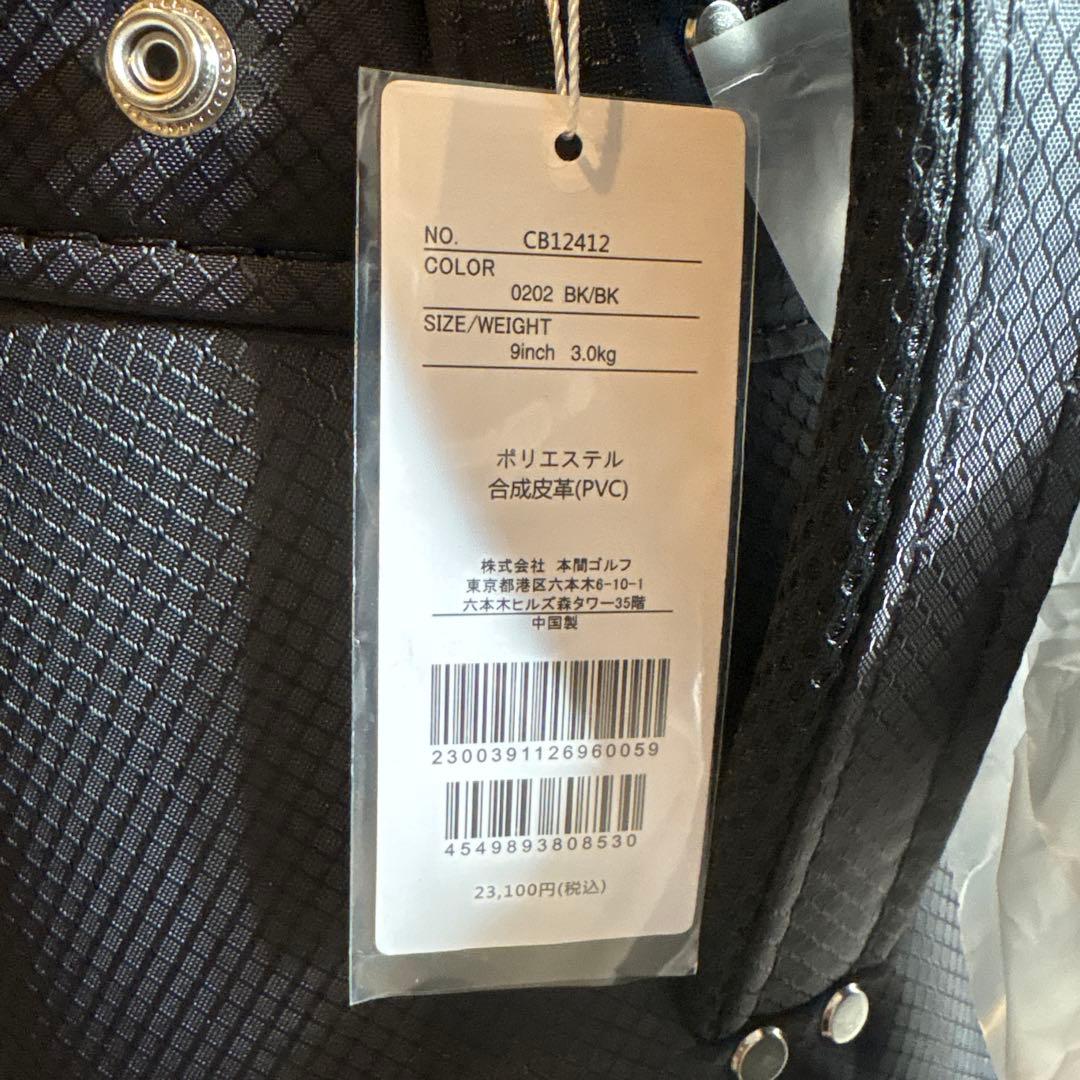 NO. CB12412
COLOR
0202 BK/BK
SIZE/WEIGHT
9inch 3.0kg
ポリエステル
合成皮革(PVC)
株式会社 本間ゴルフ
東京都港区六本木6-10-1
六本木ヒルズ森タワー35階
中国製
2300391126960059
4549893808530
23,100円(税込)